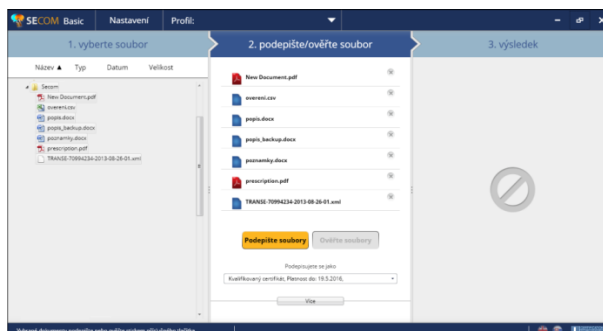 SECOM Basic
Nastavení
Profil:
1. vyberte soubor
2. podepište/ověřte soubor
3. výsledek
Název ▲ Typ Datum Velikost
Secom
New Document.pdf
overeni.csv
popis.docx
popis_backup.docx
poznamky.docx
prescription.pdf
TRANSE-70994234-2013-08-26-01.xml
New Document.pdf
overeni.csv
popis.docx
popis_backup.docx
poznamky.docx
prescription.pdf
TRANSE-70994234-2013-08-26-01.xml
Podepište soubory
Ověřte soubory
Podepisujete se jako
Kvalifikovaný certifikát, Platnost do: 19.5.2016,
Více